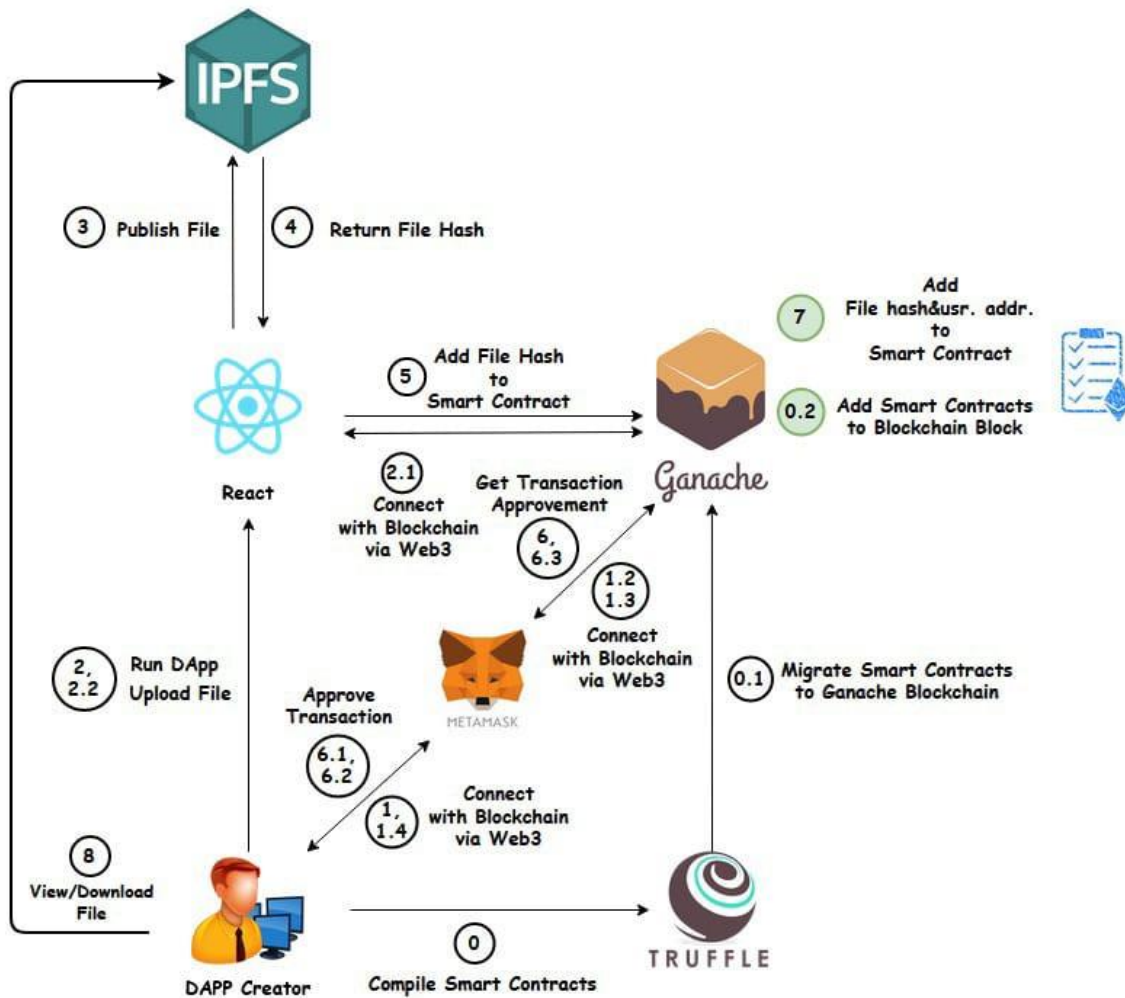 IPFS
3
Publish File
4
Return File Hash
7
Add
File hash&usr. addr.
to
Smart Contract
5
Add File Hash
to
Smart Contract
0.2
Add Smart Contracts
to Blockchain Block
React
Ganache
2.1
Connect
with Blockchain
via Web3
Get Transaction
Approvement
6,
6.3
1.2
1.3
Connect
with Blockchain
via Web3
2,
2.2
Run DApp
Upload File
METAMASK
0.1
Migrate Smart Contracts
to Ganache Blockchain
Approve
Transaction
6.1,
6.2
1,
1.4
Connect
with Blockchain
via Web3
8
View/Download
File
DAPP Creator
0
Compile Smart Contracts
TRUFFLE